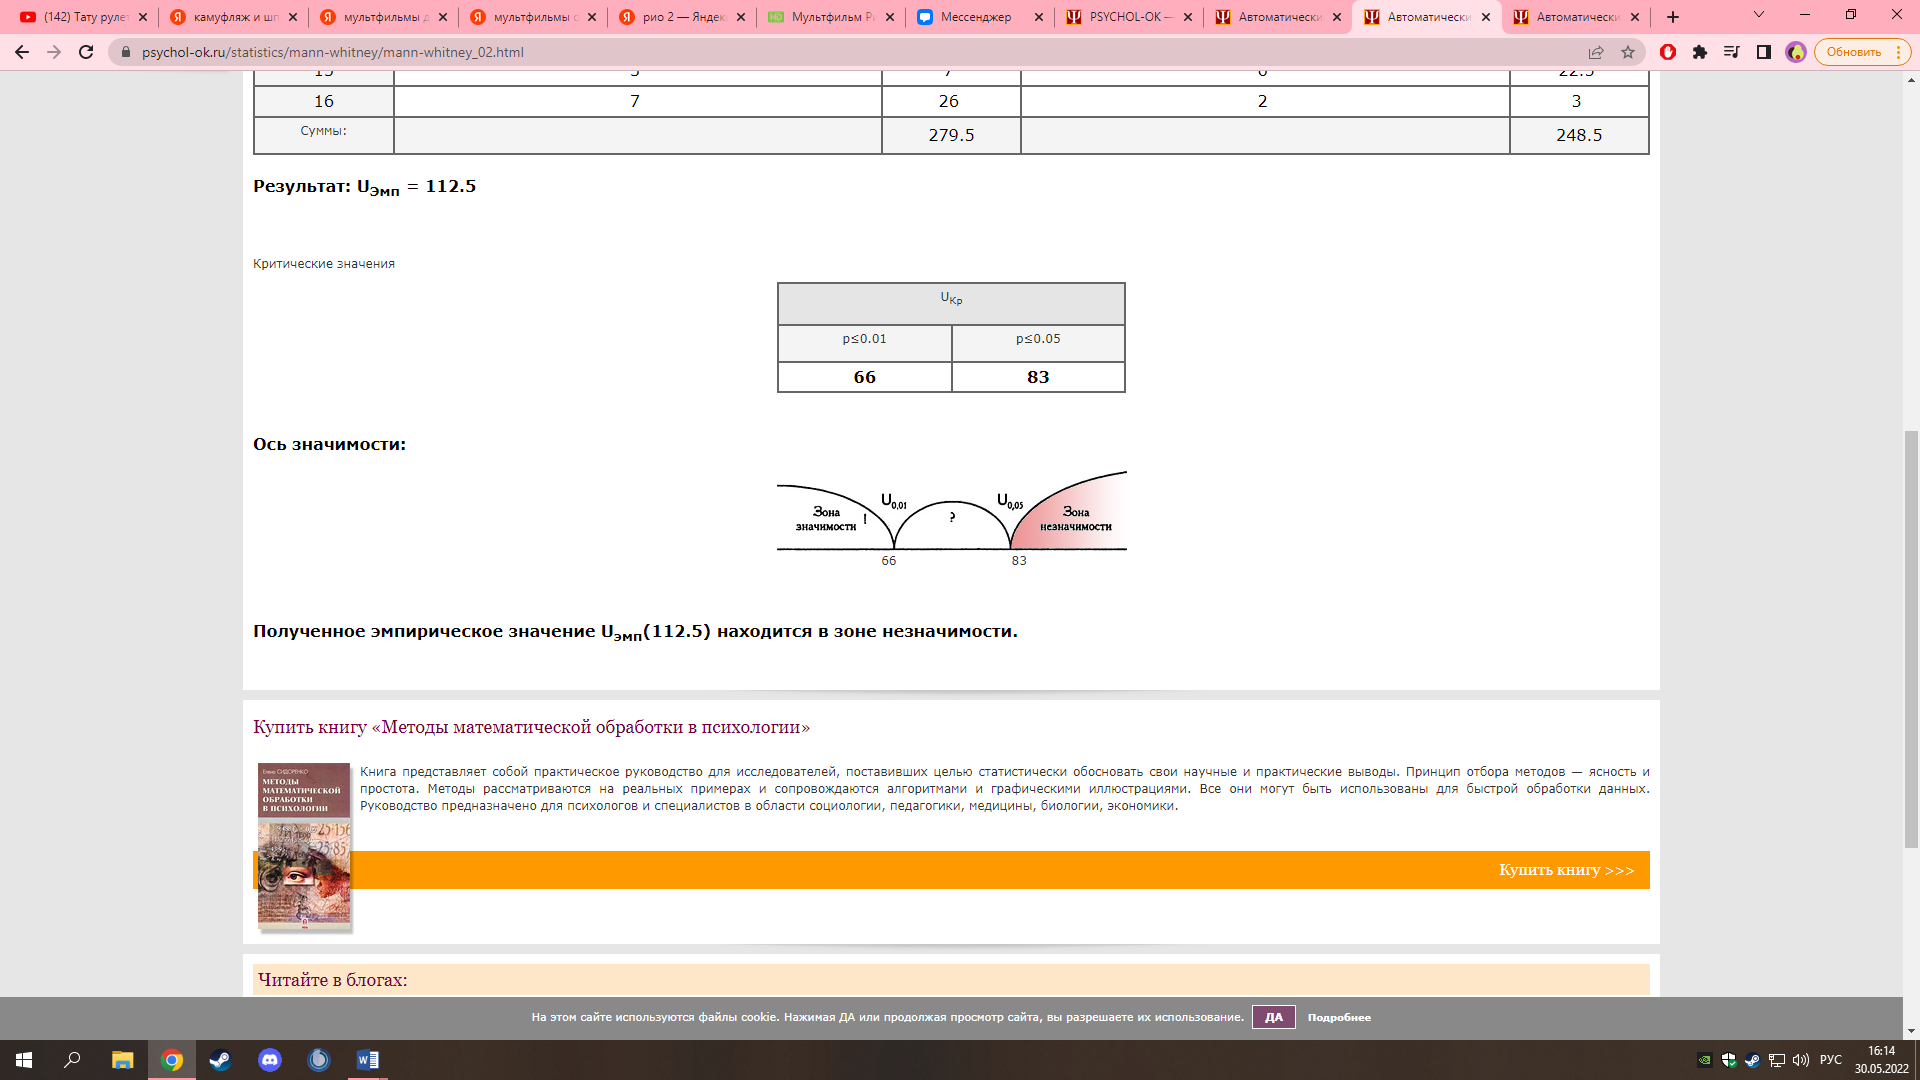 (142) Тату рулет
камуфляж и шп
мультфильмы д
мультфильмы с
рио 2 — Яндек
Мультфильм Ри
Мессенджер
PSYCHOL-OK —
Автоматически
Автоматически
Автоматически
psychol-ok.ru/statistics/mann-whitney/mann-whitney_02.html
Обновить
16 7 26 2 3
Суммы: 279.5 248.5
Результат: UЭмп = 112.5
Критические значения
UКр
p≤0.01 p≤0.05
66 83
Ось значимости:
U0,01 U0,05
Зона значимости !
?
Зона незначимости
66 83
Полученное эмпирическое значение Uэмп(112.5) находится в зоне незначимости.
Купить книгу «Методы математической обработки в психологии»
Елена СИДОРЕНКО
МЕТОДЫ
МАТЕМАТИЧЕСКОЙ
ОБРАБОТКИ
В ПСИХОЛОГИИ
Книга представляет собой практическое руководство для исследователей, поставивших целью статистически обосновать свои научные и практические выводы. Принцип отбора методов — ясность и
простота. Методы рассматриваются на реальных примерах и сопровождаются алгоритмами и графическими иллюстрациями. Все они могут быть использованы для быстрой обработки данных.
Руководство предназначено для психологов и специалистов в области социологии, педагогики, медицины, биологии, экономики.
Купить книгу >>>
Читайте в блогах:
На этом сайте используются файлы cookie. Нажимая ДА или продолжая просмотр сайта, вы разрешаете их использование. ДА Подробнее
РУС
16:14
30.05.2022